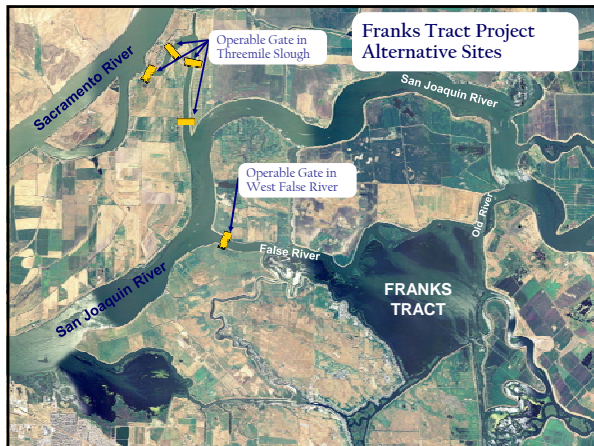 Franks Tract Project
Alternative Sites
Operable Gate in
Threemile Slough
Sacramento River
San Joaquin River
Operable Gate in
West False River
Old River
False River
FRANKS
TRACT
San Joaquin River